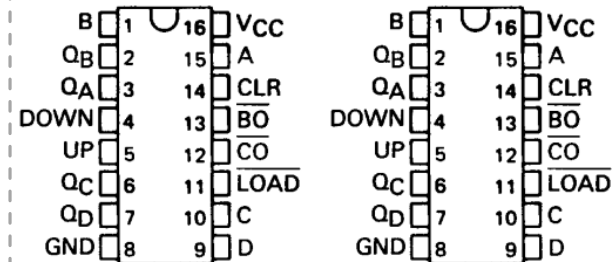 B 1 16 VCC B 1 16 VCC
QB 2 15 A QB 2 15 A
QA 3 14 CLR QA 3 14 CLR
DOWN 4 13 BO DOWN 4 13 BO
UP 5 12 CO UP 5 12 CO
QC 6 11 LOAD QC 6 11 LOAD
QD 7 10 C QD 7 10 C
GND 8 9 D GND 8 9 D